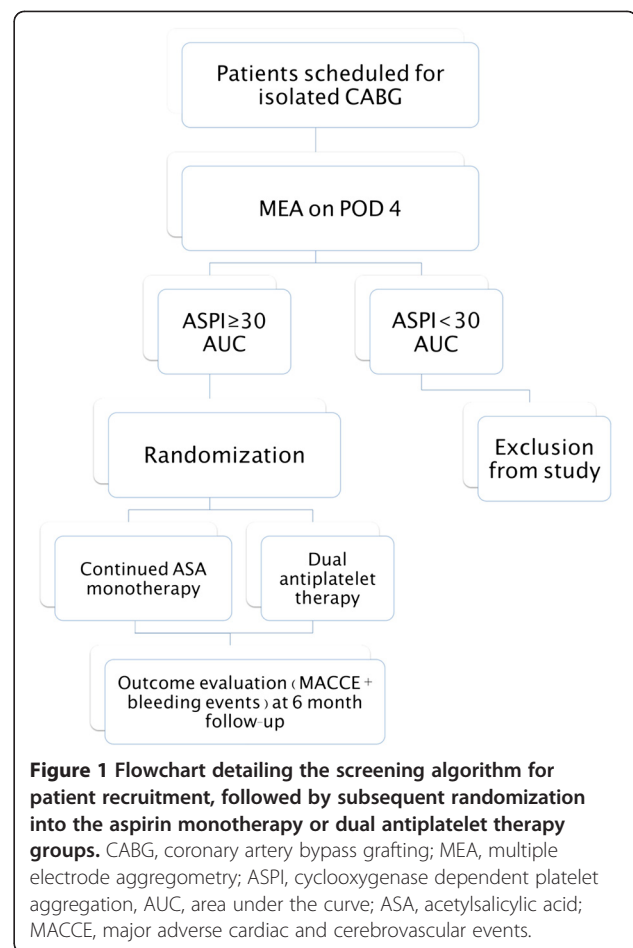 Patients scheduled for
isolated CABG
MEA on POD 4
ASPI≥30
AUC
ASPI<30
AUC
Randomization
Exclusion
from study
Continued ASA
monotherapy
Dual
antiplatelet
therapy
Outcome evaluation (MACCE +
bleeding events) at 6 month
follow-up
Figure 1 Flowchart detailing the screening algorithm for
patient recruitment, followed by subsequent randomization
into the aspirin monotherapy or dual antiplatelet therapy
groups. CABG, coronary artery bypass grafting; MEA, multiple
electrode aggregometry; ASPI, cyclooxygenase dependent platelet
aggregation, AUC, area under the curve; ASA, acetylsalicylic acid;
MACCE, major adverse cardiac and cerebrovascular events.